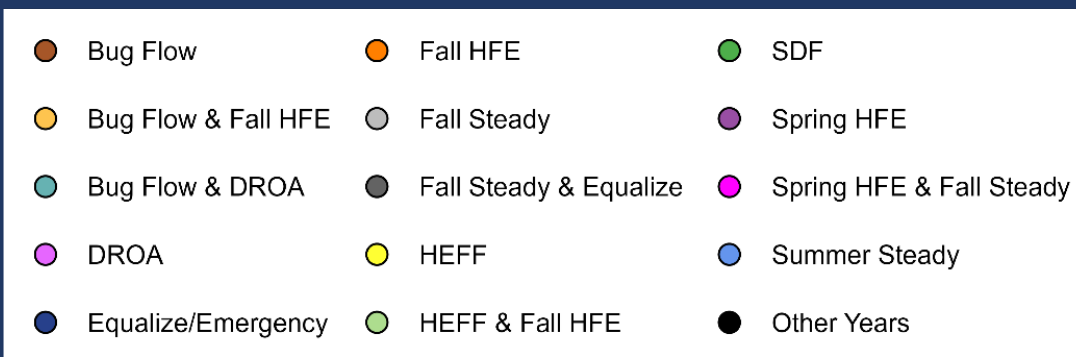 Bug Flow
Fall HFE
SDF
Bug Flow & Fall HFE
Fall Steady
Spring HFE
Bug Flow & DROA
Fall Steady & Equalize
Spring HFE & Fall Steady
DROA
HEFF
Summer Steady
Equalize/Emergency
HEFF & Fall HFE
Other Years